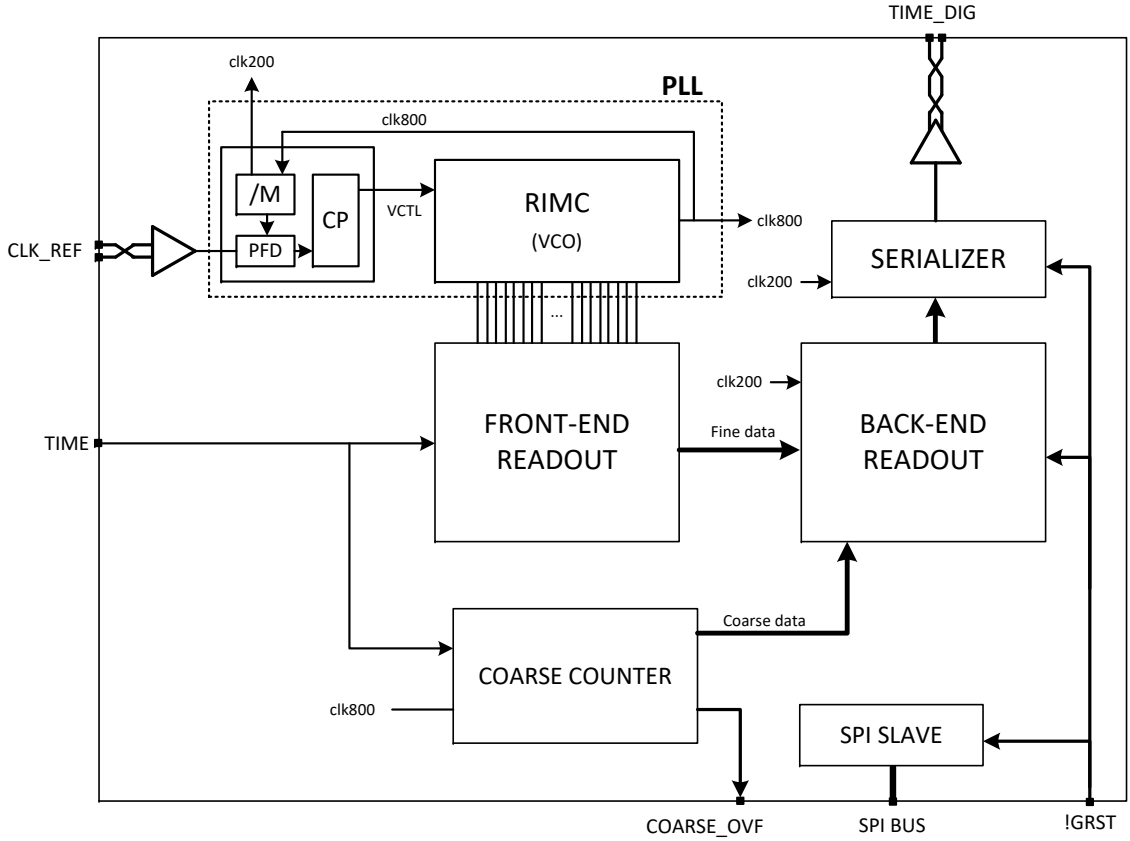 TIME_DIG
clk200
PLL
clk800
/M
CP
VCTL
RIMC
(VCO)
clk800
PFD
CLK_REF
SERIALIZER
clk200
...
clk200
FRONT-END
READOUT
Fine data
BACK-END
READOUT
TIME
Coarse data
COARSE COUNTER
clk800
SPI SLAVE
COARSE_OVF
SPI BUS
!GRST